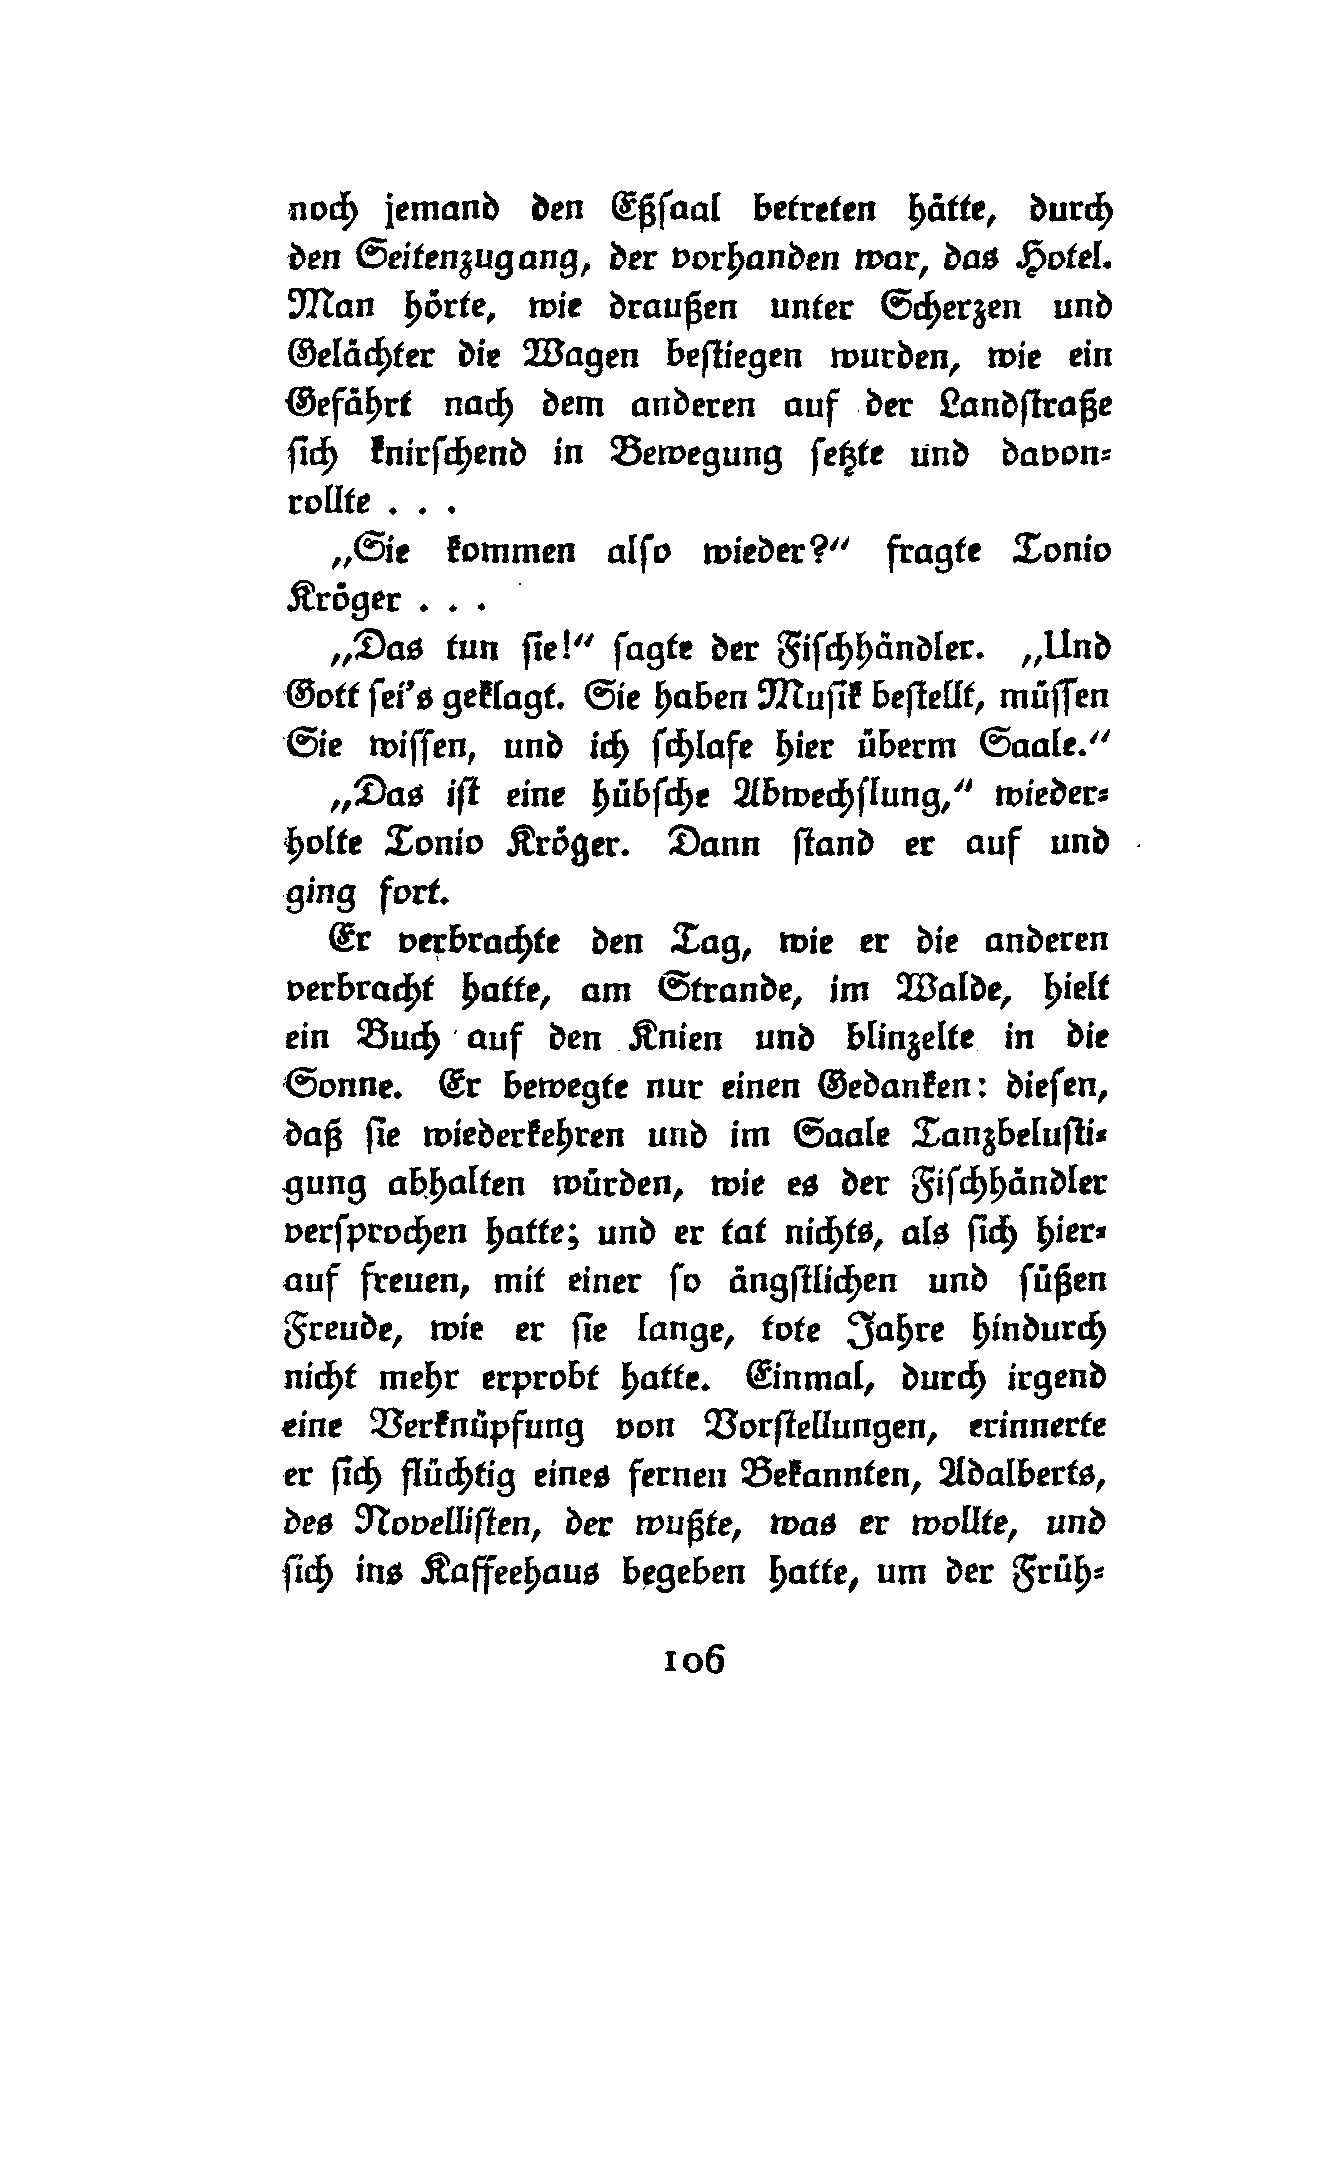 noch jemand den Eßsaal betreten hätte, durch
den Seitenzugang, der vorhanden war, das Hotel.
Man hörte, wie draußen unter Scherzen und
Gelächter die Wagen bestiegen wurden, wie ein
Gefährt nach dem anderen auf der Landstraße
sich knirschend in Bewegung setzte und davon-
rollte . . .
„Sie kommen also wieder?“ fragte Tonio
Kröger . . .
„Das tun sie!“ sagte der Fischhändler. „Und
Gott sei's geklagt. Sie haben Musik bestellt, müssen
Sie wissen, und ich schlafe hier überm Saale.“
„Das ist eine hübsche Abwechslung,“ wieder-
holte Tonio Kröger. Dann stand er auf und
ging fort.
Er verbrachte den Tag, wie er die anderen
verbracht hatte, am Strande, im Walde, hielt
ein Buch auf den Knien und blinzelte in die
Sonne. Er bewegte nur einen Gedanken: diesen,
daß sie wiederkehren und im Saale Tanzbelusti-
gung abhalten würden, wie es der Fischhändler
versprochen hatte; und er tat nichts, als sich hier-
auf freuen, mit einer so ängstlichen und süßen
Freude, wie er sie lange, tote Jahre hindurch
nicht mehr erprobt hatte. Einmal, durch irgend
eine Verknüpfung von Vorstellungen, erinnerte
er sich flüchtig eines fernen Bekannten, Adalberts,
des Novellisten, der wußte, was er wollte, und
sich ins Kaffeehaus begeben hatte, um der Früh-
106